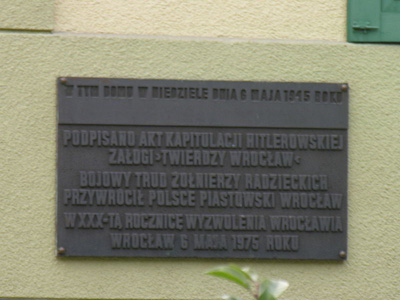 W TYM DOMU W NIEDZIELĘ DNIA 6 MAJA 1945 ROKU
PODPISANO AKT KAPITULACJI HITLEROWSKIEJ
ZAŁOGI »TWIERDZY WROCŁAW«
BOJOWY TRUD ŻOŁNIERZY RADZIECKICH
PRZYWRÓCIŁ POLSCE PIASTOWSKI WROCŁAW
W XXX-TĄ ROCZNICĘ WYZWOLENIA WROCŁAWIA
WROCŁAW 6 MAJA 1975 ROKU